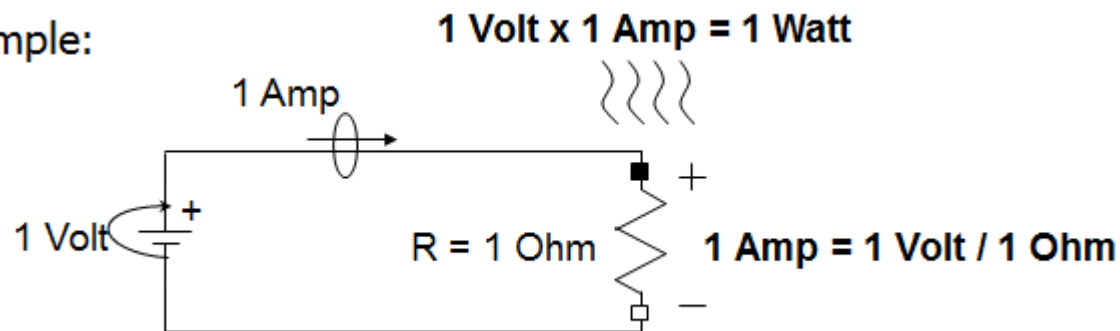 mple:
1 Volt x 1 Amp = 1 Watt
1 Amp
+
+
1 Volt
R = 1 Ohm
1 Amp = 1 Volt / 1 Ohm
−